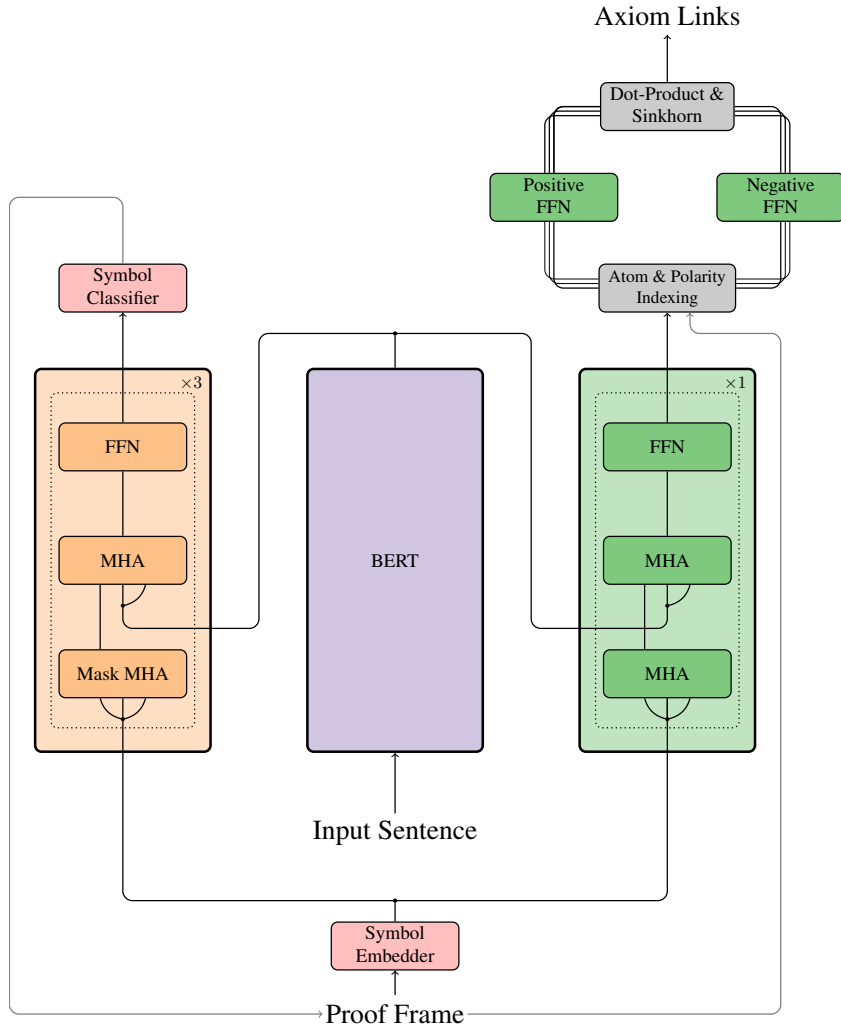 Axiom Links
Dot-Product &
Sinkhorn
Positive
FFN
Negative
FFN
Symbol
Classifier
Atom & Polarity
Indexing
×3
FFN
MHA
Mask MHA
BERT
×1
FFN
MHA
MHA
Input Sentence
Symbol
Embedder
Proof Frame